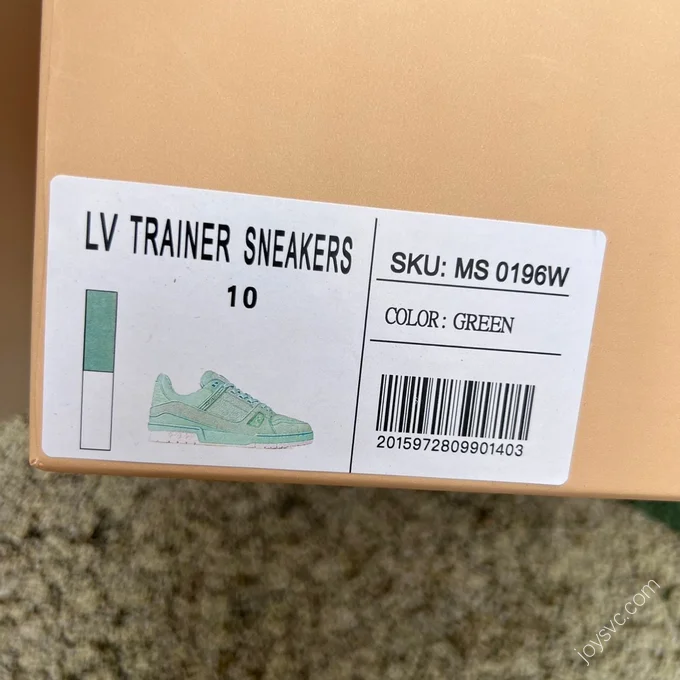 LV TRAINER SNEAKERS
10
SKU: MS 0196W
COLOR: GREEN
2015972809901403
joysvc.com